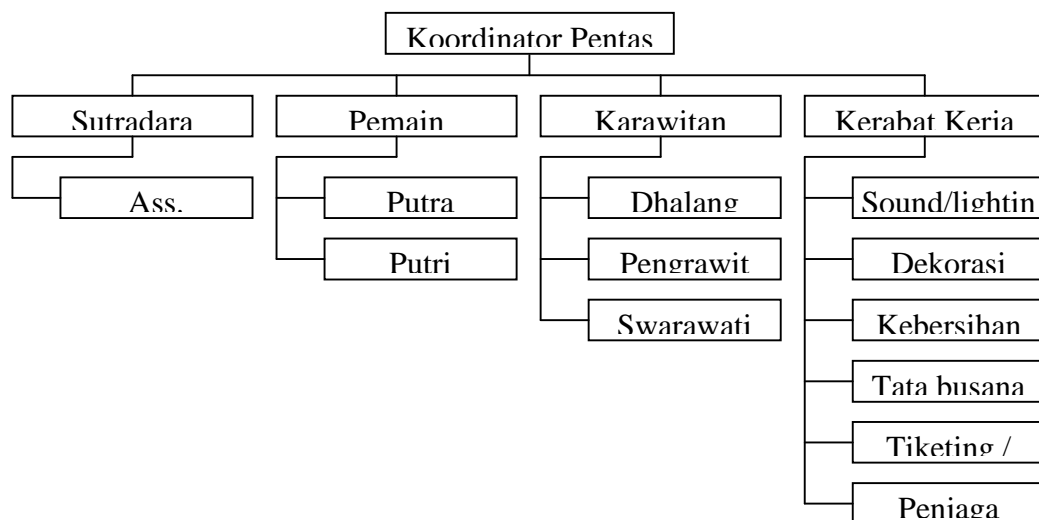 Koordinator Pentas
Sutradara
Pemain
Karawitan
Kerabat Kerja
Ass.
Putra
Putri
Dhalang
Pengrawit
Swarawati
Sound/lightin
Dekorasi
Kebersihan
Tata busana
Tiketing /
Penjaga